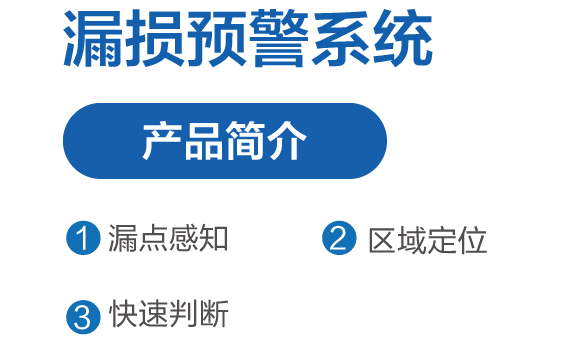 漏损预警系统
产品简介
1 漏点感知
2 区域定位
3 快速判断